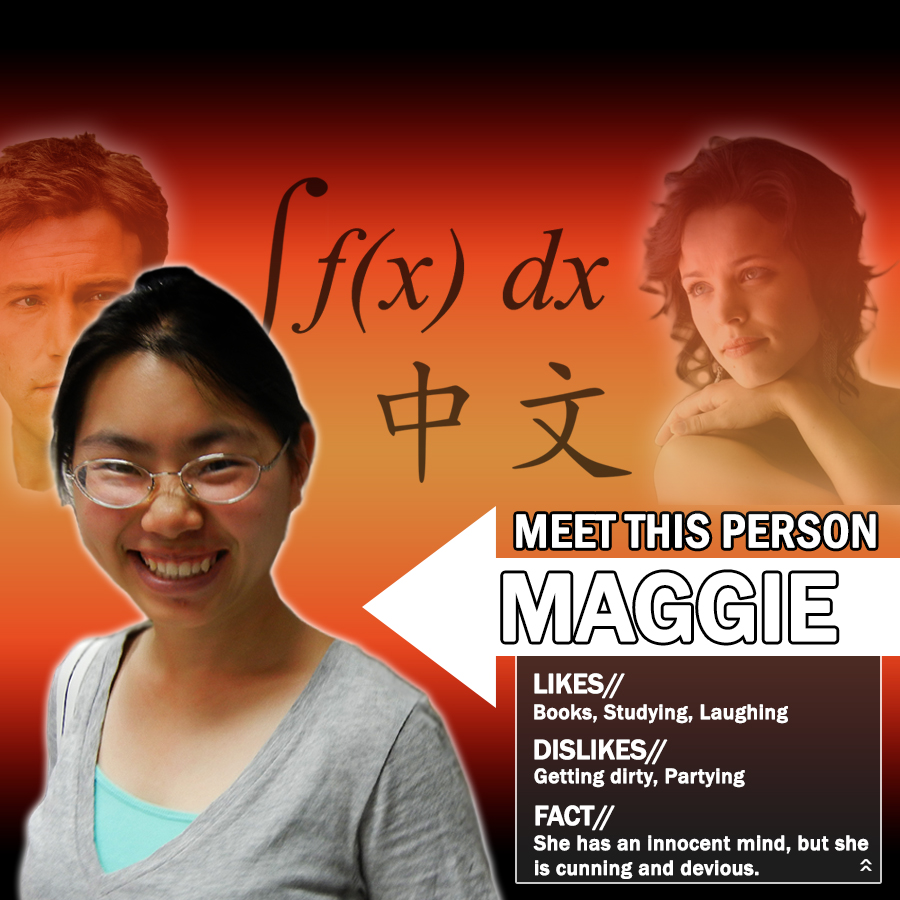 ∫f(x) dx
中文
MEET THIS PERSON
MAGGIE
LIKES//
Books, Studying, Laughing
DISLIKES//
Getting dirty, Partying
FACT//
She has an innocent mind, but she
is cunning and devious.